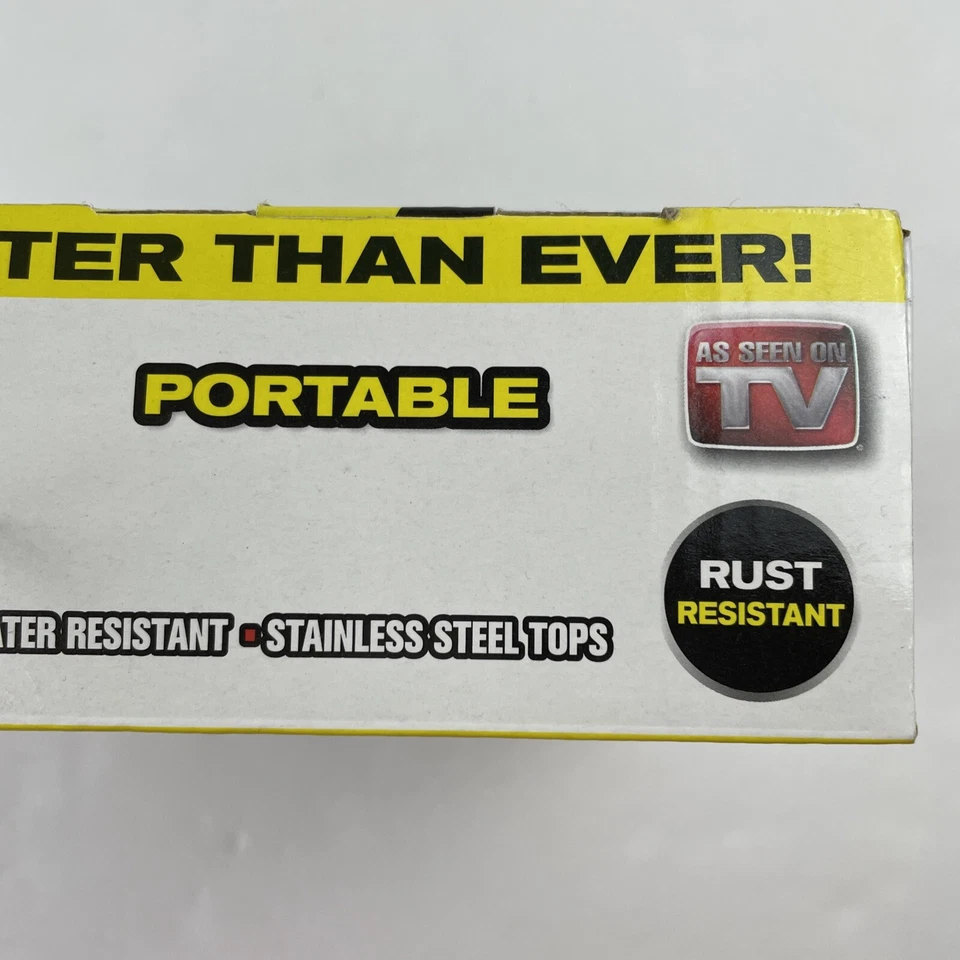 TER THAN EVER!
PORTABLE
AS SEEN ON
TV
RUST
RESISTANT
ATER RESISTANT ▪ STAINLESS STEEL TOPS